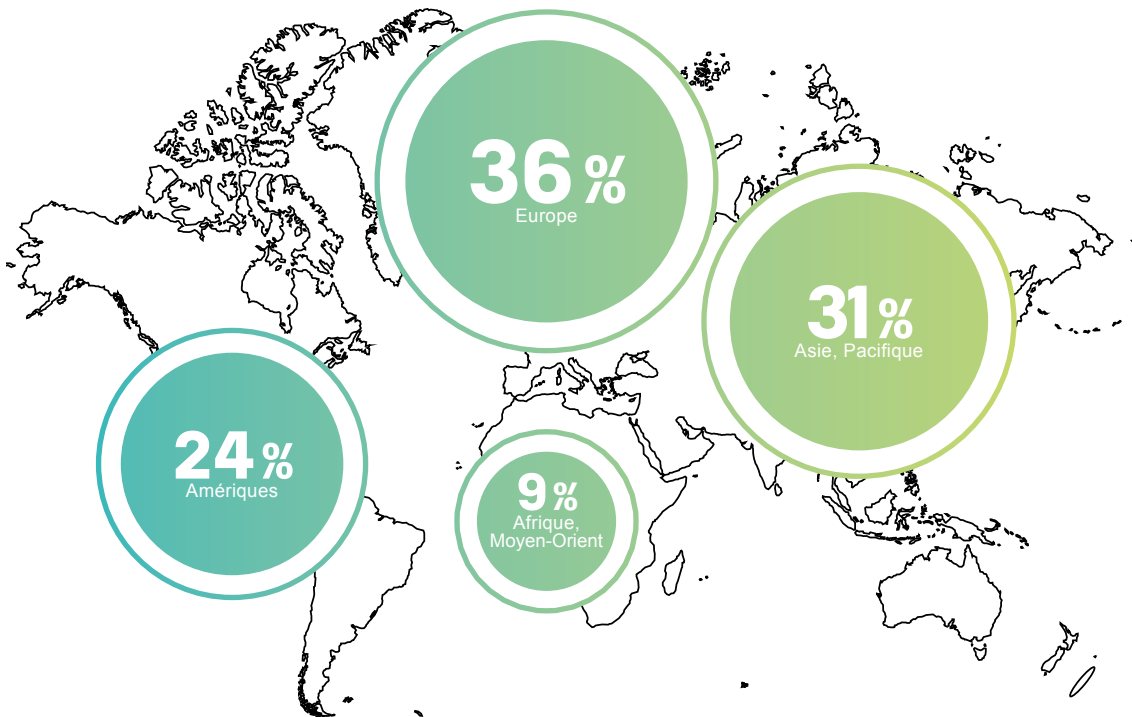 36 %
Europe
31 %
Asie, Pacifique
24 %
Amériques
9 %
Afrique,
Moyen-Orient